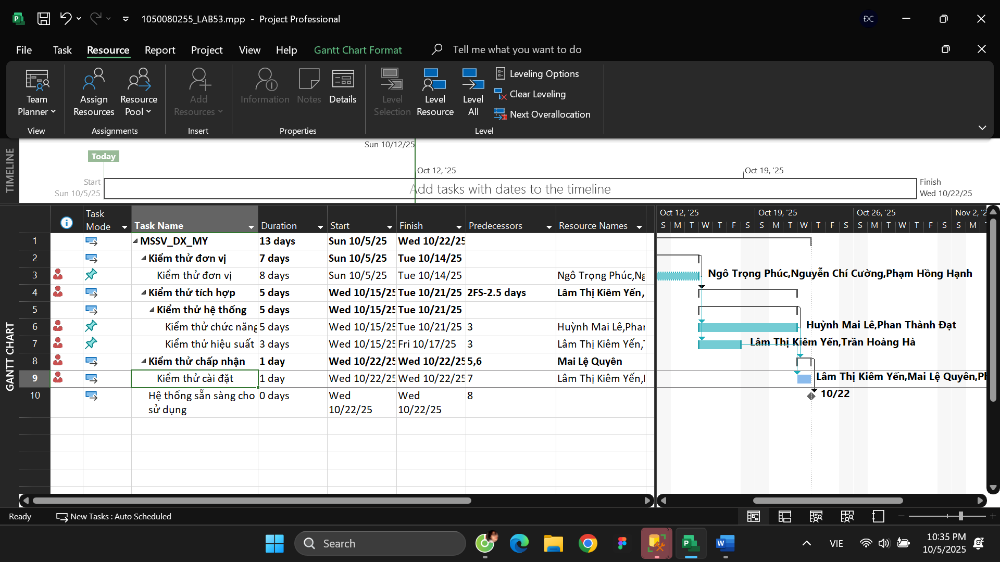 1050080255_LAB53.mpp - Project Professional
ĐC
File Task Resource Report Project View Help Gantt Chart Format Tell me what you want to do
Team Planner
Assign Resources
Resource Pool
Add Resources
Information
Notes
Details
Level Selection
Level Resource
Level All
Leveling Options
Clear Leveling
Next Overallocation
View Assignments Insert Properties Level
TIMELINE
Sun 10/12/25
Today
Oct 12, '25
Oct 19, '25
Start
Sun 10/5/25
Add tasks with dates to the timeline
Finish
Wed 10/22/25
GANTT CHART
Task Mode Task Name Duration Start Finish Predecessors Resource Names
Oct 12, '25 Oct 19, '25 Oct 26, '25 Nov 2, '2
S M T W T F S S M T W T F S S M T W T F S S M
1 MSSV_DX_MY 13 days Sun 10/5/25 Wed 10/22/25
2 Kiểm thử đơn vị 7 days Sun 10/5/25 Tue 10/14/25
3 Kiểm thử đơn vị 8 days Sun 10/5/25 Tue 10/14/25 Ngô Trọng Phúc,Ng
Ngô Trọng Phúc,Nguyễn Chí Cường,Phạm Hồng Hạnh
4 Kiểm thử tích hợp 5 days Wed 10/15/25 Tue 10/21/25 2FS-2.5 days Lâm Thị Kiêm Yến,
5 Kiểm thử hệ thống 5 days Wed 10/15/25 Tue 10/21/25
6 Kiểm thử chức năng 5 days Wed 10/15/25 Tue 10/21/25 3 Huỳnh Mai Lê,Phan
Huỳnh Mai Lê,Phan Thành Đạt
7 Kiểm thử hiệu suất 3 days Wed 10/15/25 Fri 10/17/25 3 Lâm Thị Kiêm Yến,T
Lâm Thị Kiêm Yến,Trần Hoàng Hà
8 Kiểm thử chấp nhận 1 day Wed 10/22/25 Wed 10/22/25 5,6 Mai Lệ Quyên
9 Kiểm thử cài đặt 1 day Wed 10/22/25 Wed 10/22/25 7 Lâm Thị Kiêm Yến,
Lâm Thị Kiêm Yến,Mai Lệ Quyên,Ph
10 Hệ thống sẵn sàng cho sử dụng 0 days Wed 10/22/25 Wed 10/22/25 8
10/22
Ready New Tasks : Auto Scheduled
Search
VIE
10:35 PM
10/5/2025